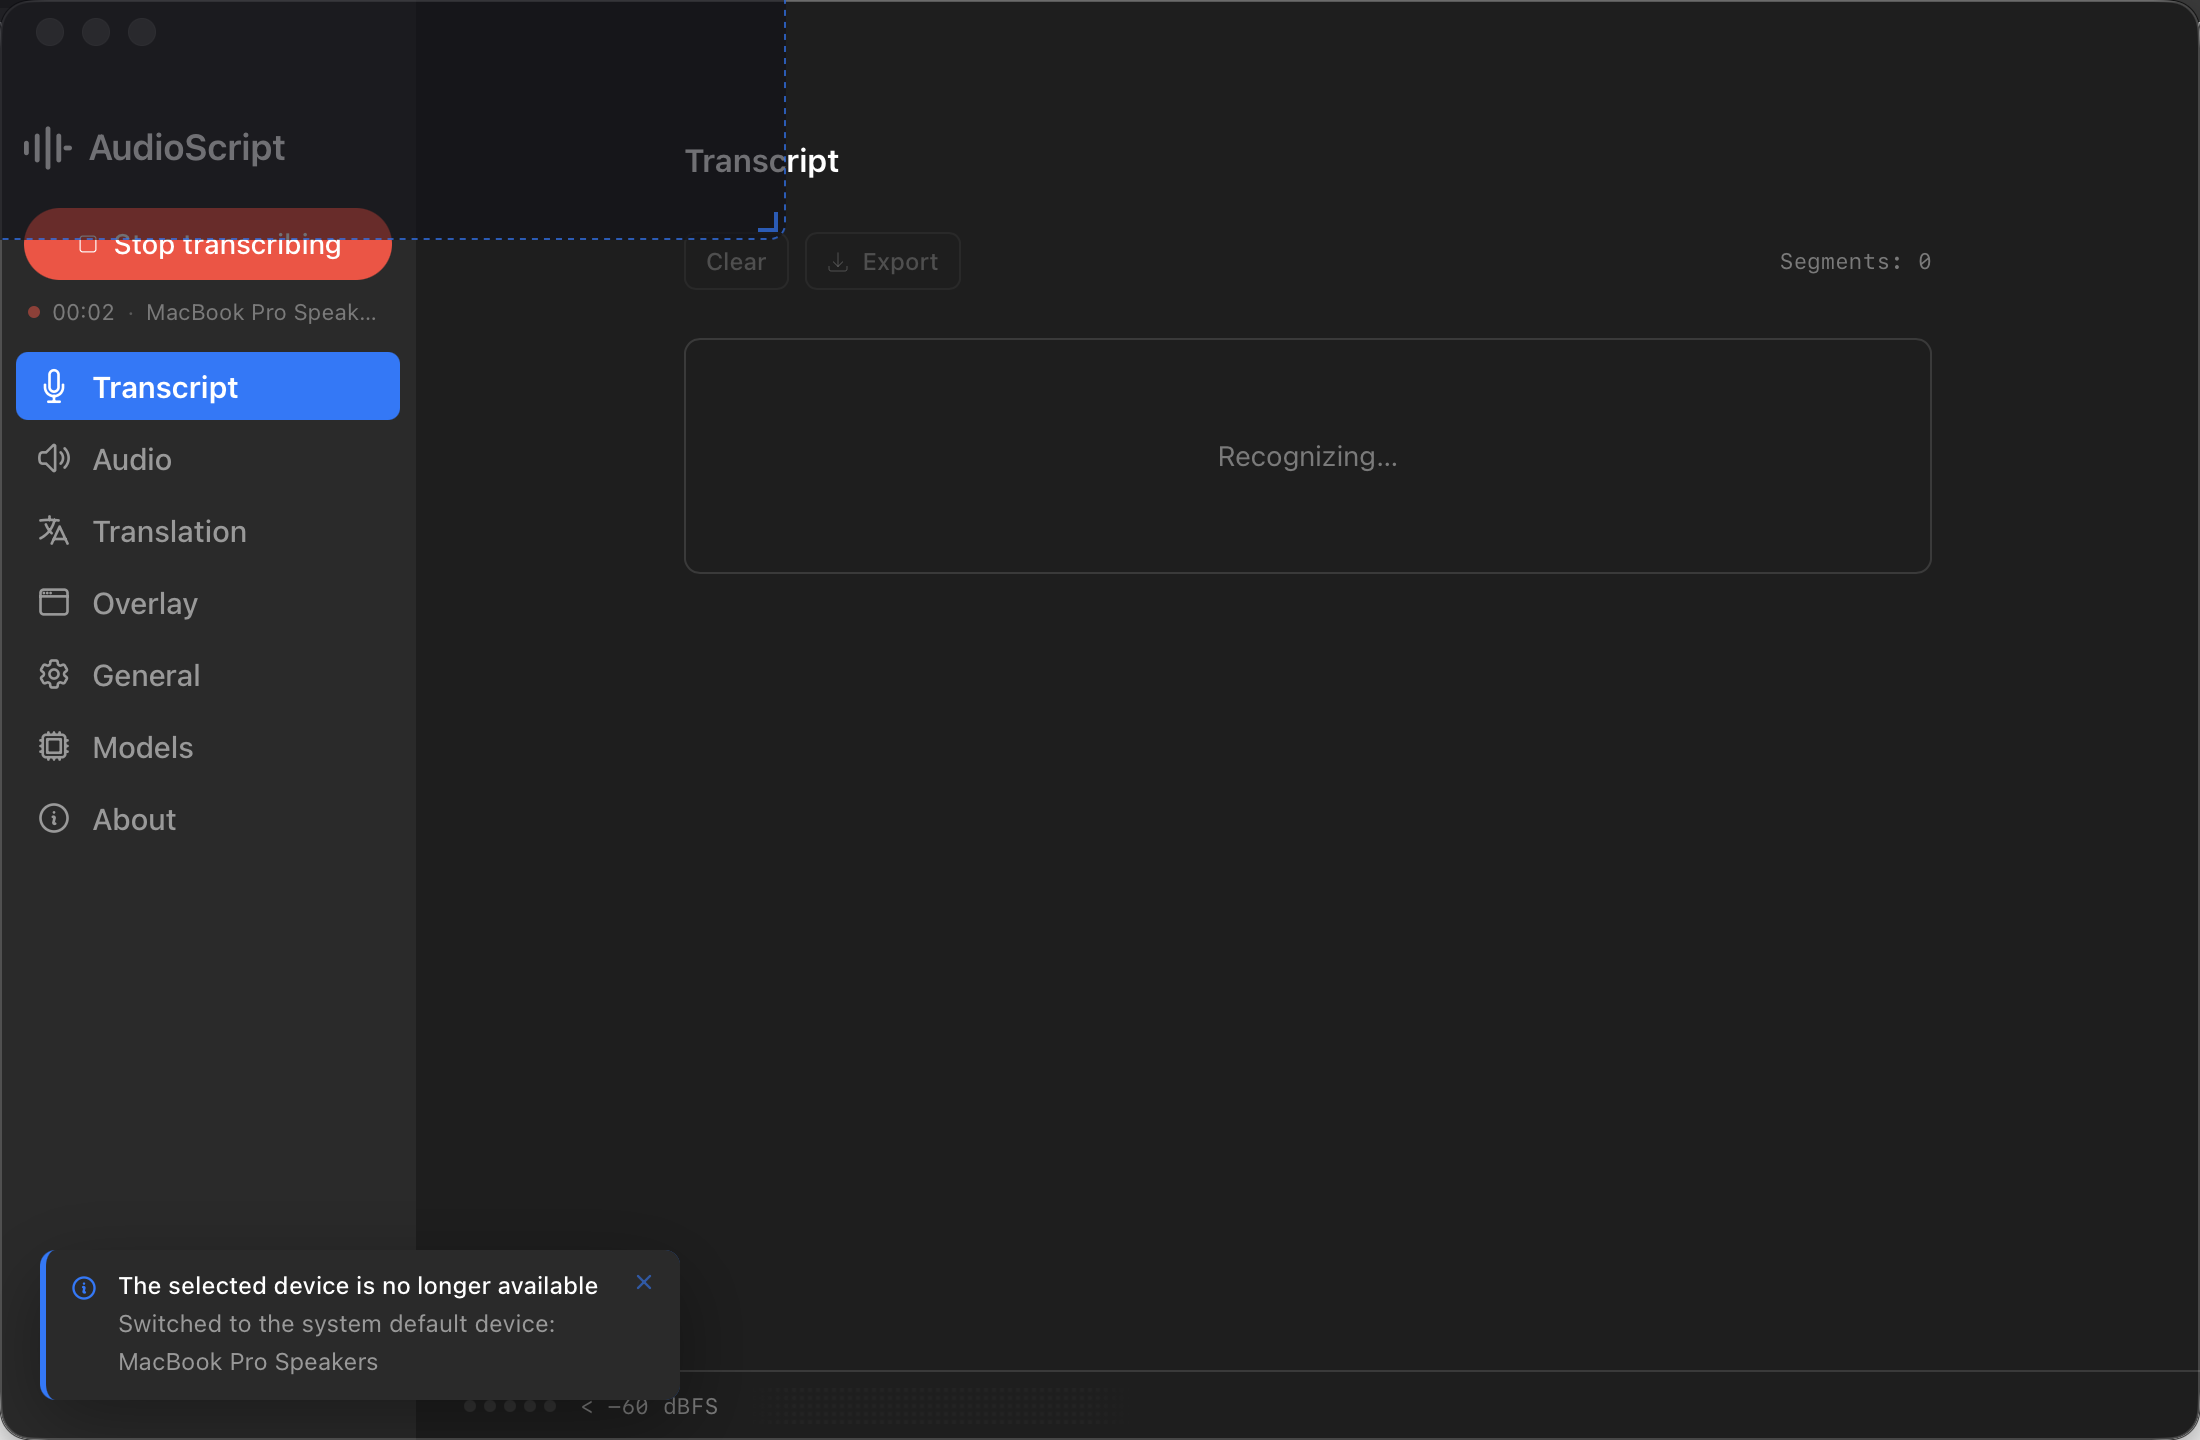 AudioScript
Stop transcribing
00:02 · MacBook Pro Speak...
Transcript
Audio
Translation
Overlay
General
Models
About
Transcript
Clear
Export
Segments: 0
Recognizing...
The selected device is no longer available
Switched to the system default device:
MacBook Pro Speakers
< −60 dBFS